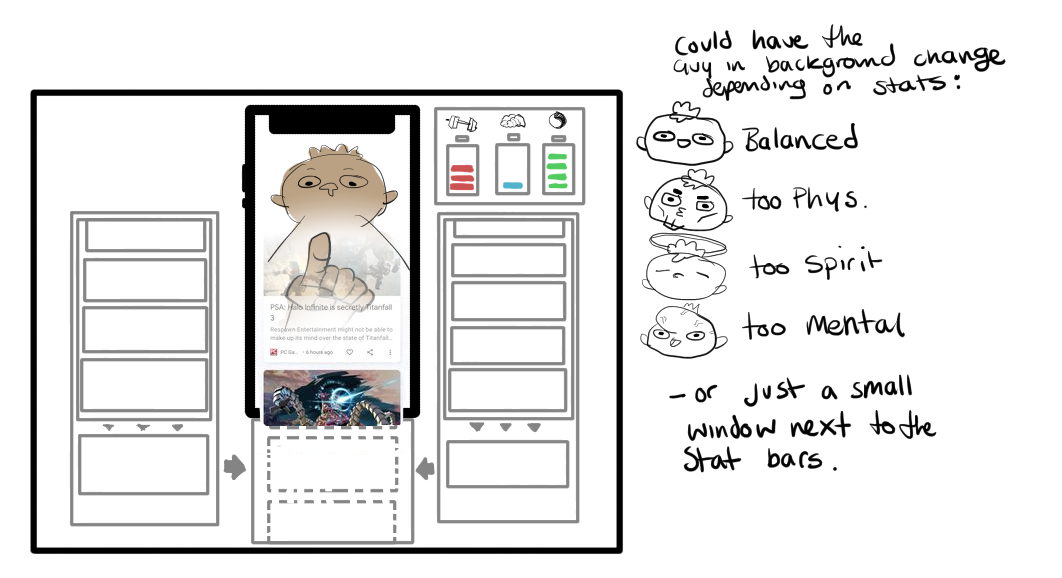 Could have the
Guy in background change
depending on stats:
Balanced
too Phys.
too Spirit
too Mental
- or Just a small
window next to the
Stat bars.
PSA: Halo Infinite is secretly Titanfall
3
Respawn Entertainment might not be able to
make up its mind over the state of Titanfall...
PC Ga... • 6 hours ago